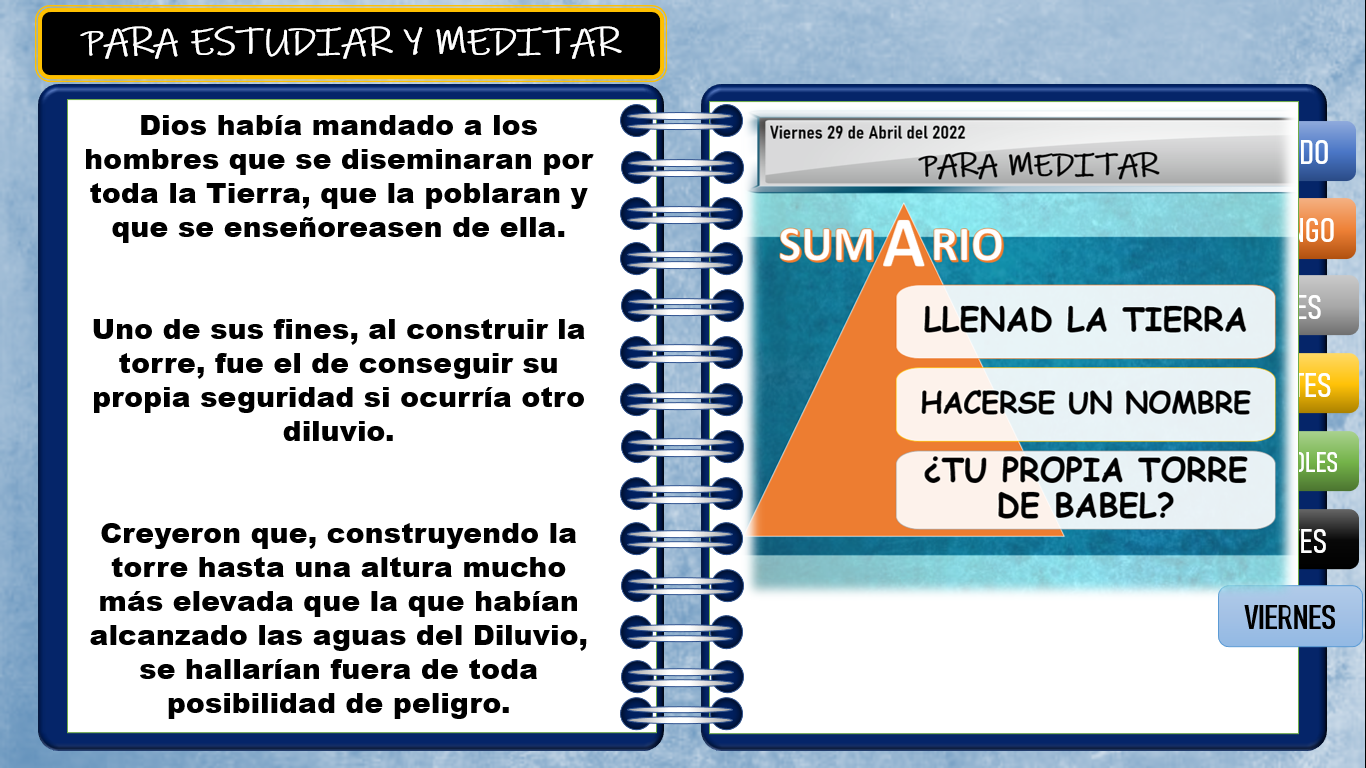 PARA ESTUDIAR Y MEDITAR
Dios había mandado a los
hombres que se diseminaran por
toda la Tierra, que la poblaran y
que se enseñoreasen de ella.
Uno de sus fines, al construir la
torre, fue el de conseguir su
propia seguridad si ocurría otro
diluvio.
Creyeron que, construyendo la
torre hasta una altura mucho
más elevada que la que habían
alcanzado las aguas del Diluvio,
se hallarían fuera de toda
posibilidad de peligro.
Viernes 29 de Abril del 2022
PARA MEDITAR
SUMARIO
LLENAD LA TIERRA
HACERSE UN NOMBRE
¿TU PROPIA TORRE
DE BABEL?
VIERNES